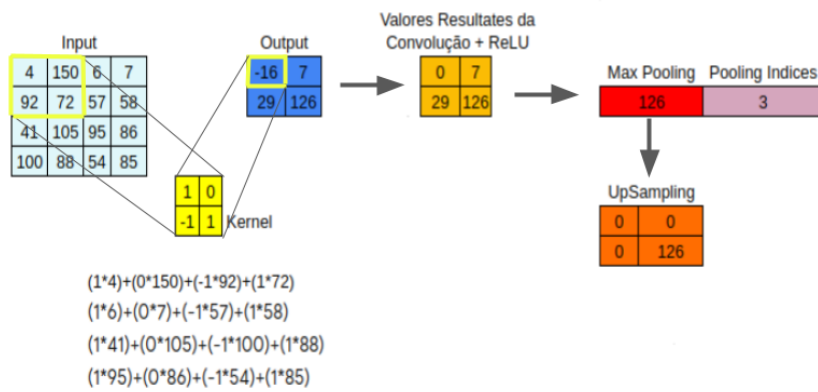 Input
4 150 6 7
92 72 57 58
41 105 95 86
100 88 54 85
1 0
-1 1
Kernel
Output
-16 7
29 126
Valores Resultates da
Convolução + ReLU
0 7
29 126
Max Pooling Pooling Indices
126 3
UpSampling
0 0
0 126
(1*4)+(0*150)+(-1*92)+(1*72)
(1*6)+(0*7)+(-1*57)+(1*58)
(1*41)+(0*105)+(-1*100)+(1*88)
(1*95)+(0*86)+(-1*54)+(1*85)